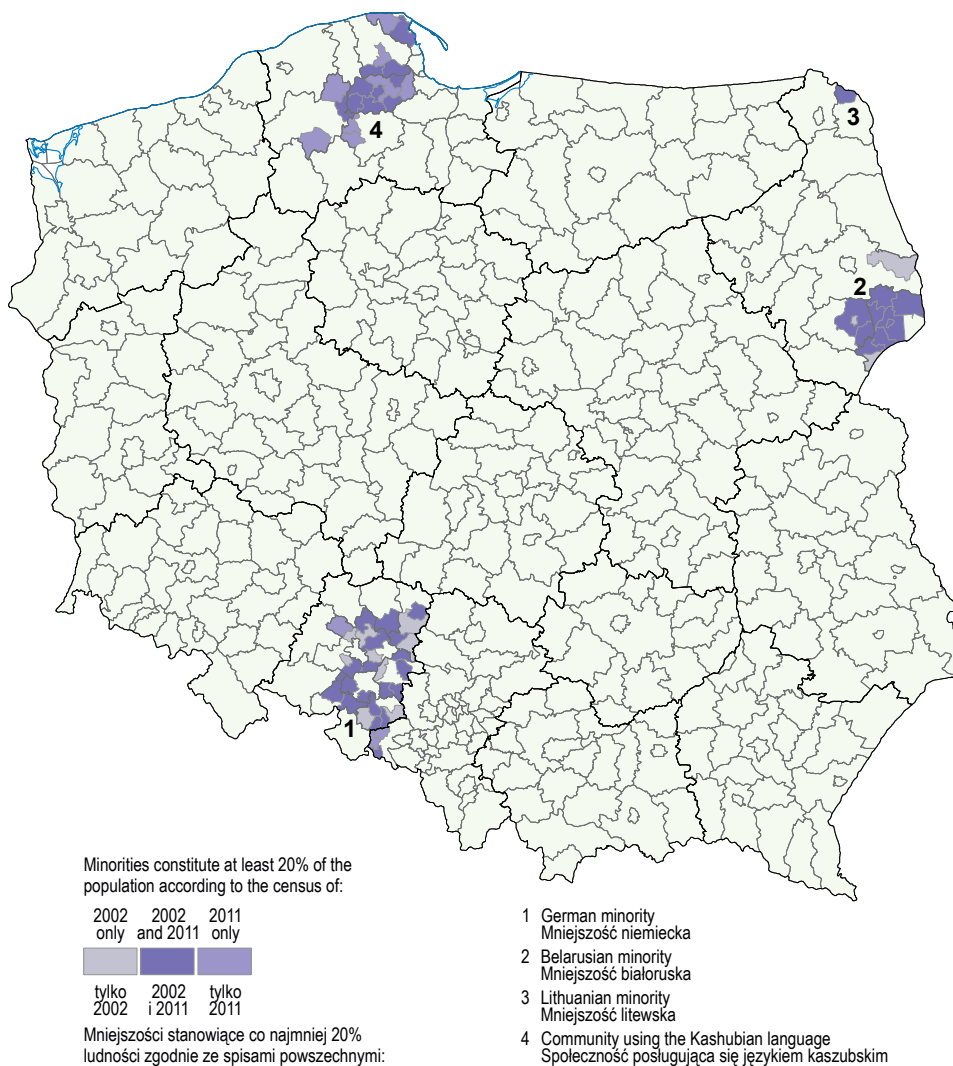 4
3
2
1
Minorities constitute at least 20% of the
population according to the census of:
2002 only
2002 and 2011
2011 only
tylko 2002
2002 i 2011
tylko 2011
Mniejszości stanowiące co najmniej 20%
ludności zgodnie ze spisami powszechnymi:
1 German minority
Mniejszość niemiecka
2 Belarusian minority
Mniejszość białoruska
3 Lithuanian minority
Mniejszość litewska
4 Community using the Kashubian language
Społeczność posługująca się językiem kaszubskim